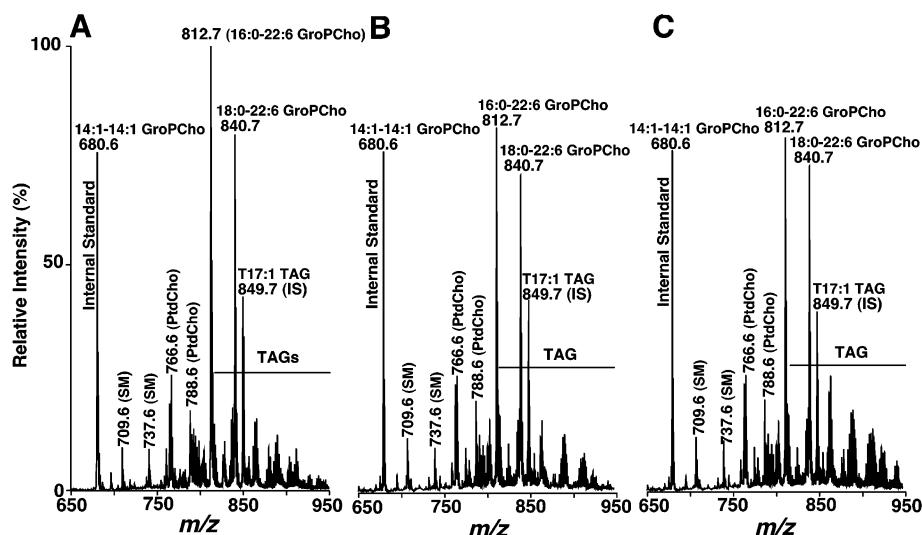 A
B
C
Relative Intensity (%)
100
50
0
812.7 (16:0-22:6 GroPCho)
18:0-22:6 GroPCho
840.7
14:1-14:1 GroPCho
680.6
Internal Standard
709.6 (SM)
737.6 (SM)
766.6 (PtdCho)
788.6 (PtdCho)
T17:1 TAG
849.7 (IS)
TAGs
650
750
850
950
m/z
16:0-22:6 GroPCho
812.7
14:1-14:1 GroPCho
680.6
18:0-22:6 GroPCho
840.7
Internal Standard
709.6 (SM)
737.6 (SM)
766.6 (PtdCho)
788.6 (PtdCho)
T17:1 TAG
849.7 (IS)
TAG
650
750
850
950
m/z
16:0-22:6 GroPCho
812.7
14:1-14:1 GroPCho
680.6
18:0-22:6 GroPCho
840.7
Internal Standard
709.6 (SM)
737.6 (SM)
766.6 (PtdCho)
788.6 (PtdCho)
T17:1 TAG
849.7 (IS)
TAG
650
750
850
950
m/z